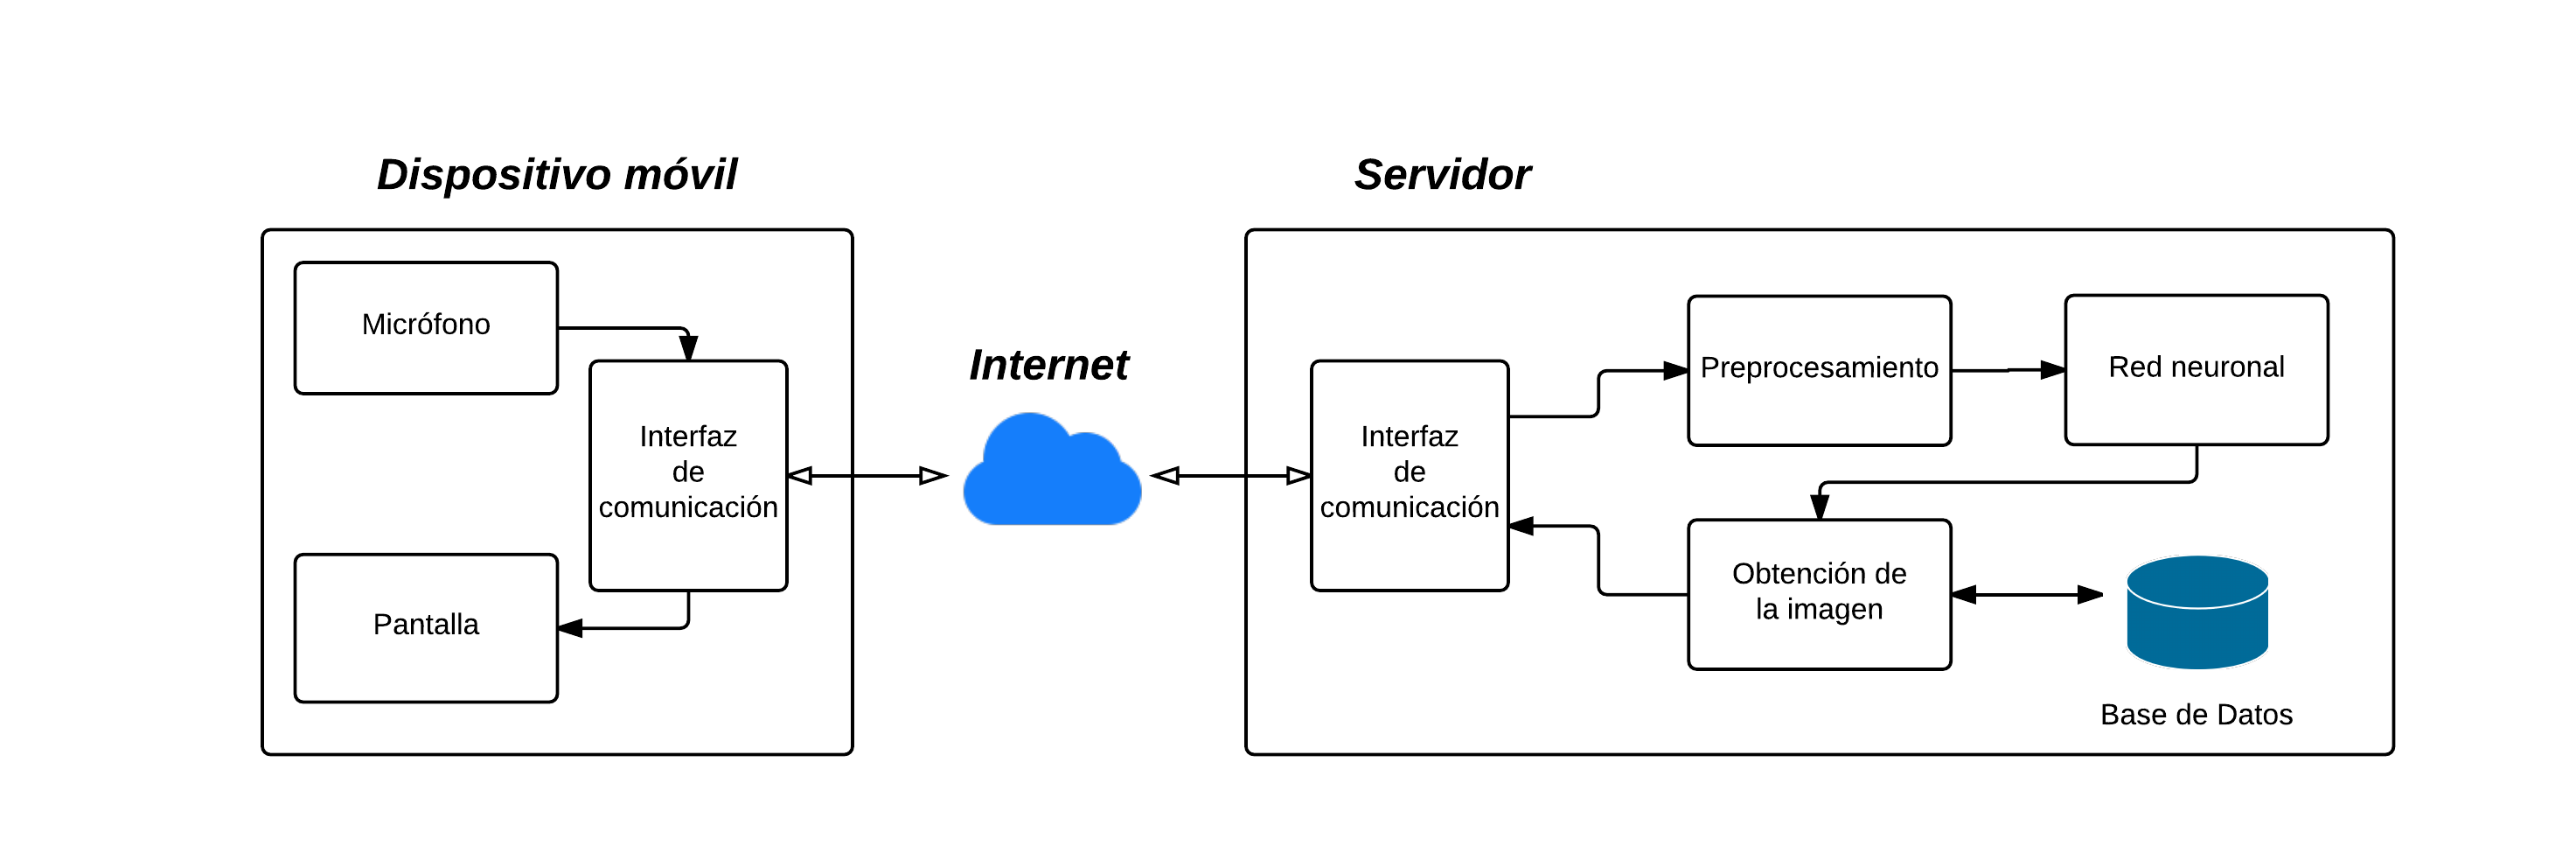 Dispositivo móvil
Micrófono
Interfaz
de
comunicación
Pantalla
Internet
Servidor
Interfaz
de
comunicación
Preprocesamiento
Red neuronal
Obtención de
la imagen
Base de Datos